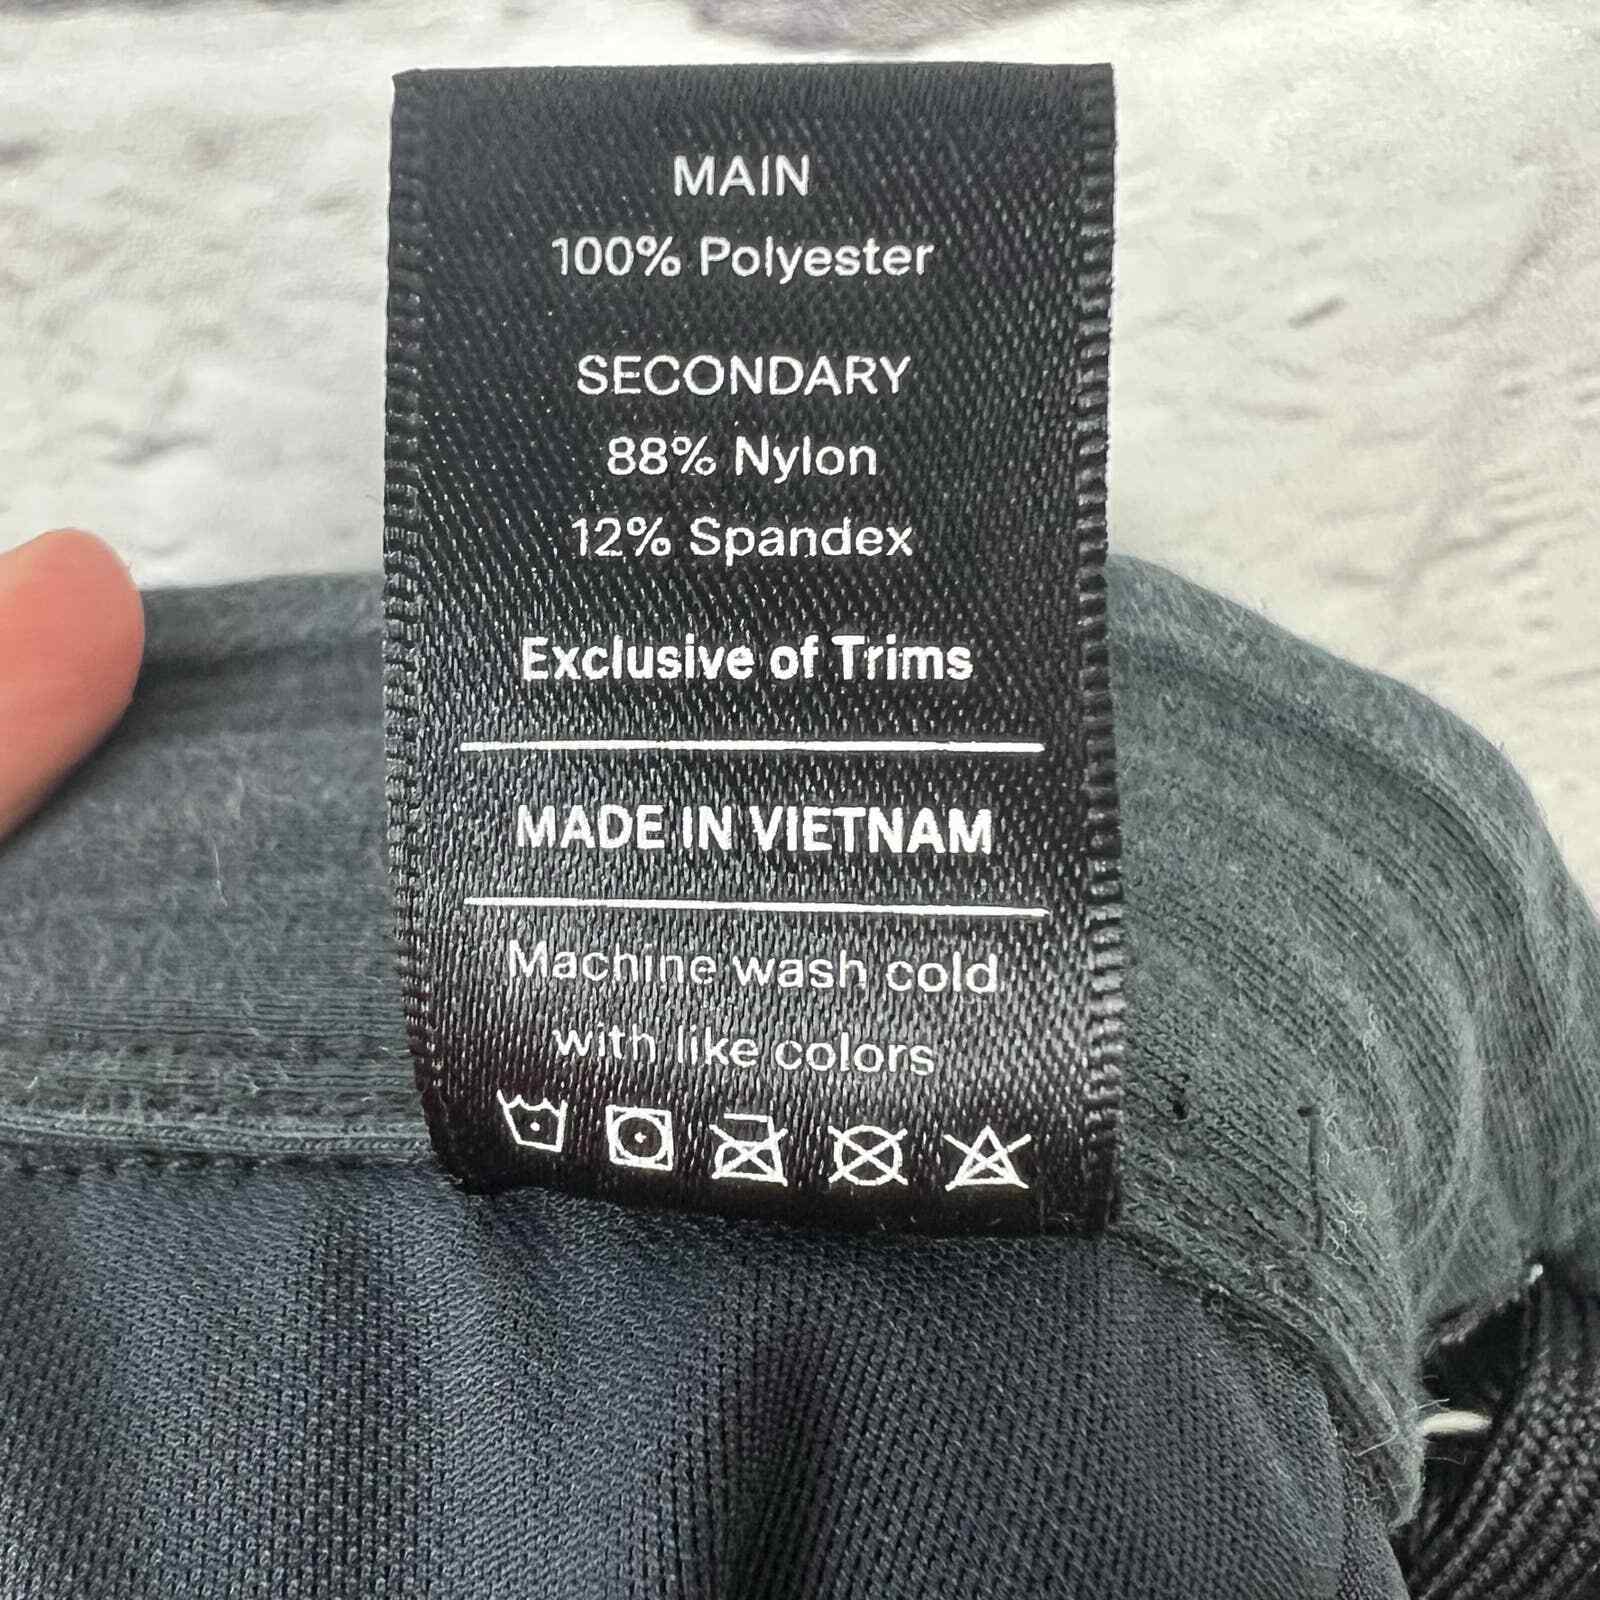 MAIN
100% Polyester
SECONDARY
88% Nylon
12% Spandex
Exclusive of Trims
MADE IN VIETNAM
Machine wash cold
with like colors